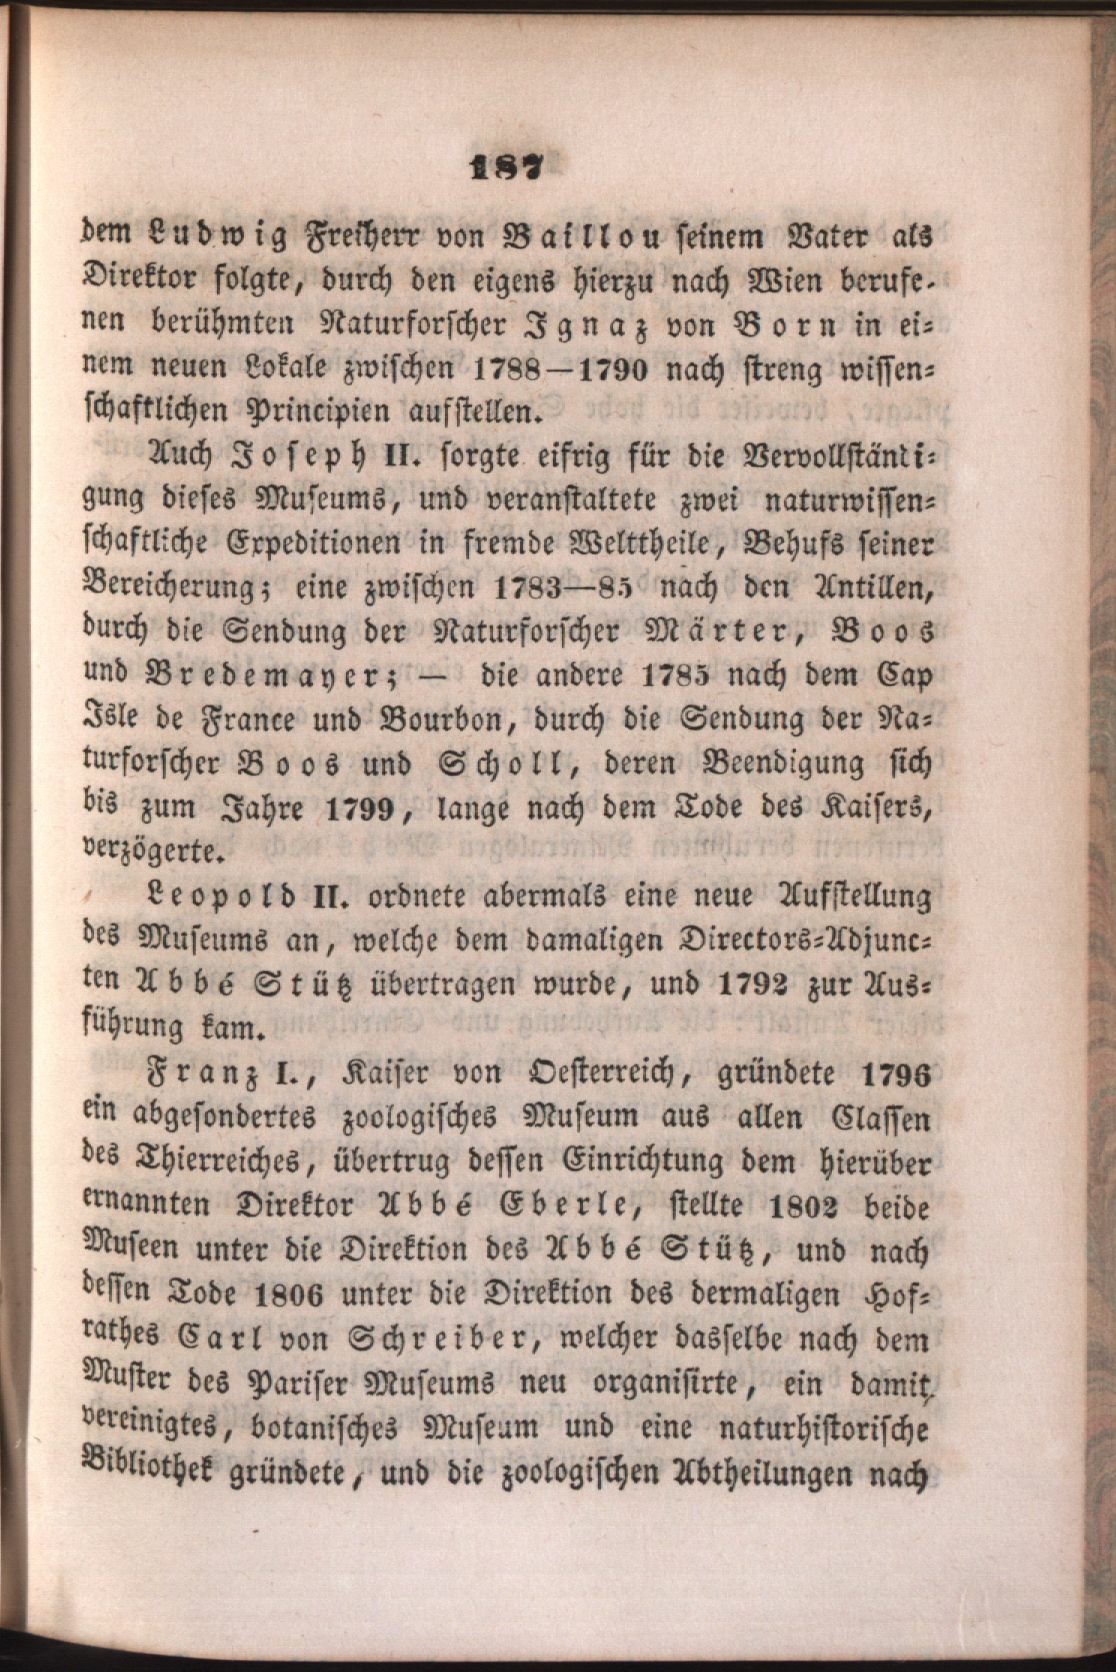 187
dem Ludwig Freiherr von Baillou seinem Vater als
Direktor folgte, durch den eigens hierzu nach Wien berufe-
nen berühmten Naturforscher Ignaz von Born in ei-
nem neuen Lokale zwischen 1788—1790 nach streng wissen-
schaftlichen Principien aufstellen.
Auch Joseph II. sorgte eifrig für die Vervollständi-
gung dieses Museums, und veranstaltete zwei naturwissen-
schaftliche Expeditionen in fremde Welttheile, Behufs seiner
Bereicherung; eine zwischen 1783—85 nach den Antillen,
durch die Sendung der Naturforscher Märter, Boos
und Bredemayer; — die andere 1785 nach dem Cap
Isle de France und Bourbon, durch die Sendung der Na-
turforscher Boos und Scholl, deren Beendigung sich
bis zum Jahre 1799, lange nach dem Tode des Kaisers,
verzögerte.
Leopold II. ordnete abermals eine neue Aufstellung
des Museums an, welche dem damaligen Directors-Adjunc-
ten Abbé Stütz übertragen wurde, und 1792 zur Aus-
führung kam.
Franz I., Kaiser von Oesterreich, gründete 1796
ein abgesondertes zoologisches Museum aus allen Classen
des Thierreiches, übertrug dessen Einrichtung dem hierüber
ernannten Direktor Abbé Eberle, stellte 1802 beide
Museen unter die Direktion des Abbé Stütz, und nach
dessen Tode 1806 unter die Direktion des dermaligen Hof-
rathes Carl von Schreiber, welcher dasselbe nach dem
Muster des Pariser Museums neu organisirte, ein damit,
vereinigtes, botanisches Museum und eine naturhistorische
Bibliothek gründete, und die zoologischen Abtheilungen nach